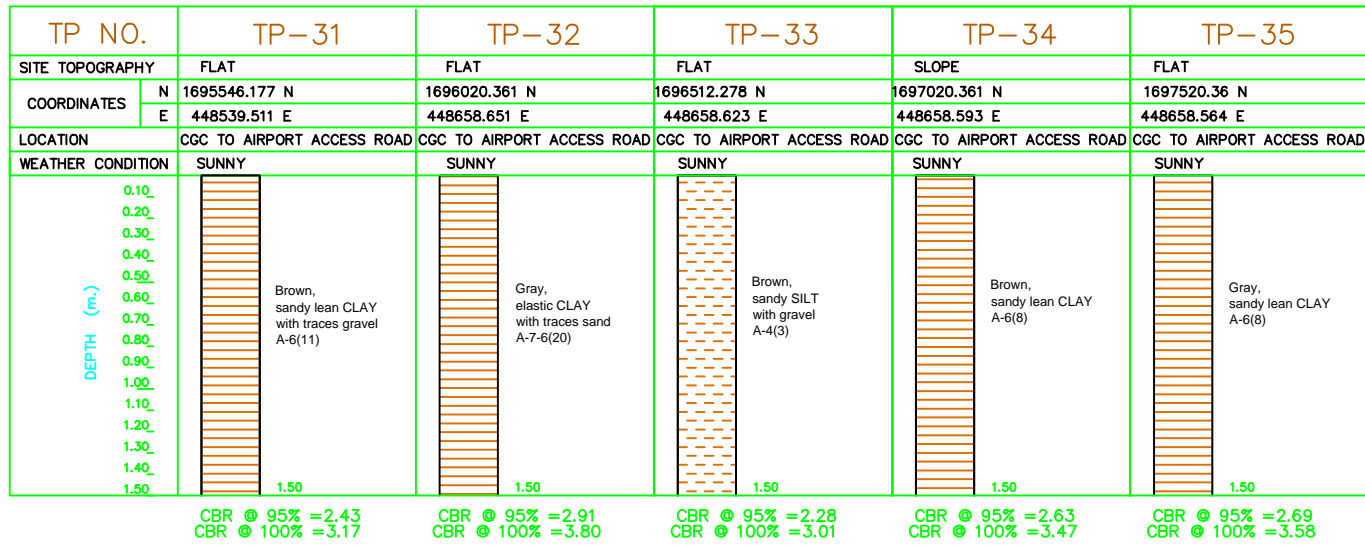 TP NO. TP-31 TP-32 TP-33 TP-34 TP-35
SITE TOPOGRAPHY FLAT FLAT FLAT SLOPE FLAT
COORDINATES N 1695546.177 N 1696020.361 N 1696512.278 N 1697020.361 N 1697520.36 N
E 448539.511 E 448658.651 E 448658.623 E 448658.593 E 448658.564 E
LOCATION CGC TO AIRPORT ACCESS ROAD CGC TO AIRPORT ACCESS ROAD CGC TO AIRPORT ACCESS ROAD CGC TO AIRPORT ACCESS ROAD CGC TO AIRPORT ACCESS ROAD
WEATHER CONDITION SUNNY SUNNY SUNNY SUNNY SUNNY
DEPTH (m.)
0.10
0.20
0.30
0.40
0.50
0.60
0.70
0.80
0.90
1.00
1.10
1.20
1.30
1.40
1.50
Brown,
sandy lean CLAY
with traces gravel
A-6(11)
1.50
Gray,
elastic CLAY
with traces sand
A-7-6(20)
1.50
Brown,
sandy SILT
with gravel
A-4(3)
1.50
Brown,
sandy lean CLAY
A-6(8)
1.50
Gray,
sandy lean CLAY
A-6(8)
1.50
CBR @ 95% =2.43
CBR @ 100% =3.17
CBR @ 95% =2.91
CBR @ 100% =3.80
CBR @ 95% =2.28
CBR @ 100% =3.01
CBR @ 95% =2.63
CBR @ 100% =3.47
CBR @ 95% =2.69
CBR @ 100% =3.58